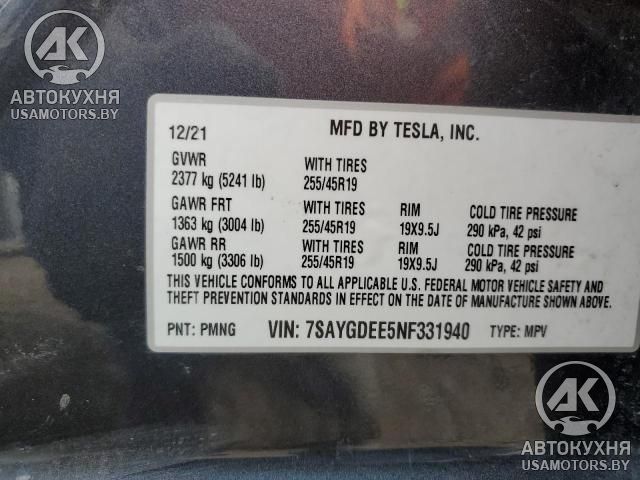 AK
АВТОКУХНЯ
USAMOTORS.BY
12/21 MFD BY TESLA, INC.
GVWR WITH TIRES
2377 kg (5241 lb) 255/45R19
GAWR FRT WITH TIRES RIM COLD TIRE PRESSURE
1363 kg (3004 lb) 255/45R19 19X9.5J 290 kPa, 42 psi
GAWR RR WITH TIRES RIM COLD TIRE PRESSURE
1500 kg (3306 lb) 255/45R19 19X9.5J 290 kPa, 42 psi
THIS VEHICLE CONFORMS TO ALL APPLICABLE U.S. FEDERAL MOTOR VEHICLE SAFETY AND
THEFT PREVENTION STANDARDS IN EFFECT ON THE DATE OF MANUFACTURE SHOWN ABOVE.
PNT: PMNG VIN: 7SAYGDEE5NF331940 TYPE: MPV
AK
АВТОКУХНЯ
USAMOTORS.BY